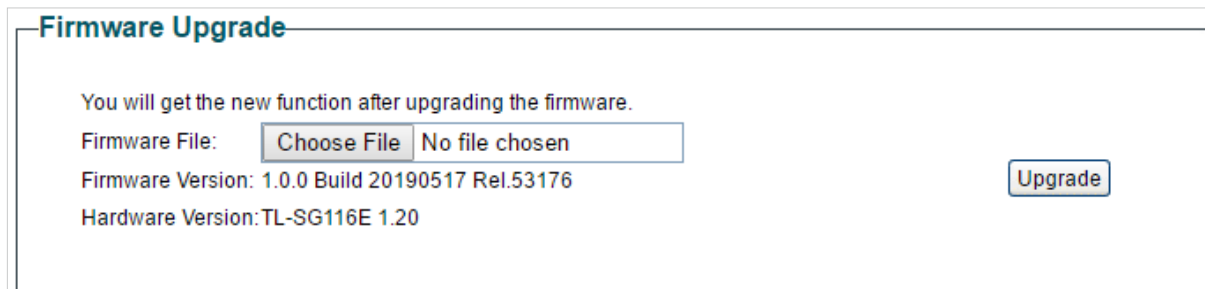 Firmware Upgrade
You will get the new function after upgrading the firmware.
Firmware File: Choose File No file chosen
Firmware Version: 1.0.0 Build 20190517 Rel.53176
Upgrade
Hardware Version:TL-SG116E 1.20